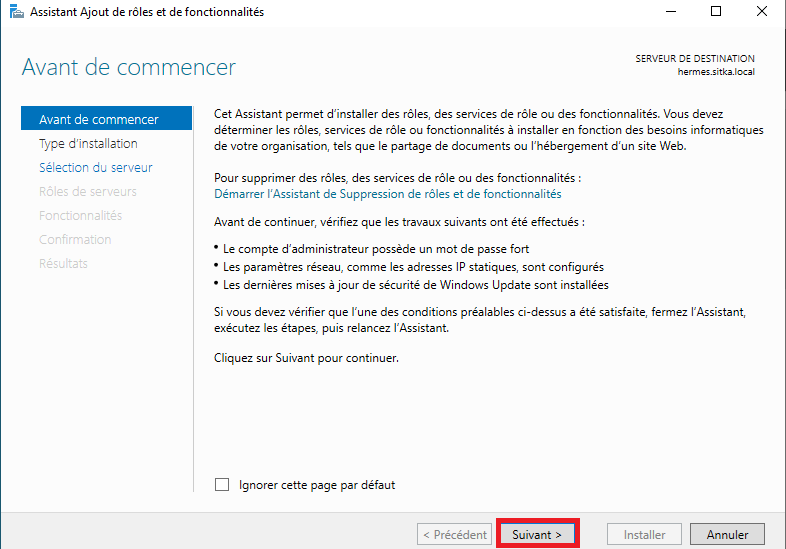 Assistant Ajout de rôles et de fonctionnalités
Avant de commencer
SERVEUR DE DESTINATION
hermes.sitka.local
Avant de commencer
Type d'installation
Sélection du serveur
Rôles de serveurs
Fonctionnalités
Confirmation
Résultats
Cet Assistant permet d'installer des rôles, des services de rôle ou des fonctionnalités. Vous devez
déterminer les rôles, services de rôle ou fonctionnalités à installer en fonction des besoins informatiques
de votre organisation, tels que le partage de documents ou l'hébergement d'un site Web.
Pour supprimer des rôles, des services de rôle ou des fonctionnalités :
Démarrer l'Assistant de Suppression de rôles et de fonctionnalités
Avant de continuer, vérifiez que les travaux suivants ont été effectués :
• Le compte d'administrateur possède un mot de passe fort
• Les paramètres réseau, comme les adresses IP statiques, sont configurés
• Les dernières mises à jour de sécurité de Windows Update sont installées
Si vous devez vérifier que l'une des conditions préalables ci-dessus a été satisfaite, fermez l'Assistant,
exécutez les étapes, puis relancez l'Assistant.
Cliquez sur Suivant pour continuer.
Ignorer cette page par défaut
< Précédent
Suivant >
Installer
Annuler